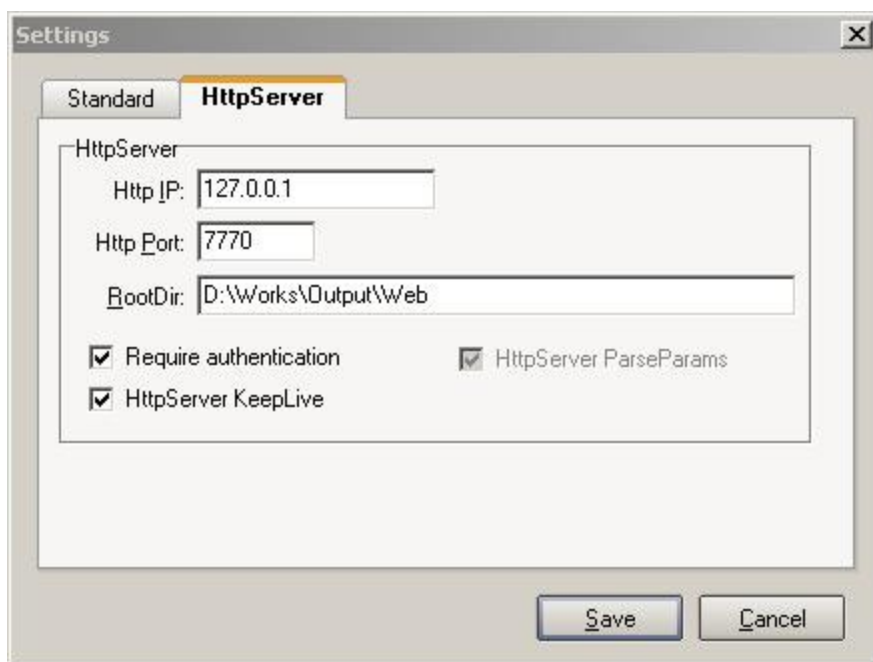 Settings
Standard HttpServer
HttpServer
Http IP: 127.0.0.1
Http Port: 7770
RootDir: D:\Works\Output\Web
Require authentication HttpServer ParseParams
HttpServer KeepLive
Save Cancel